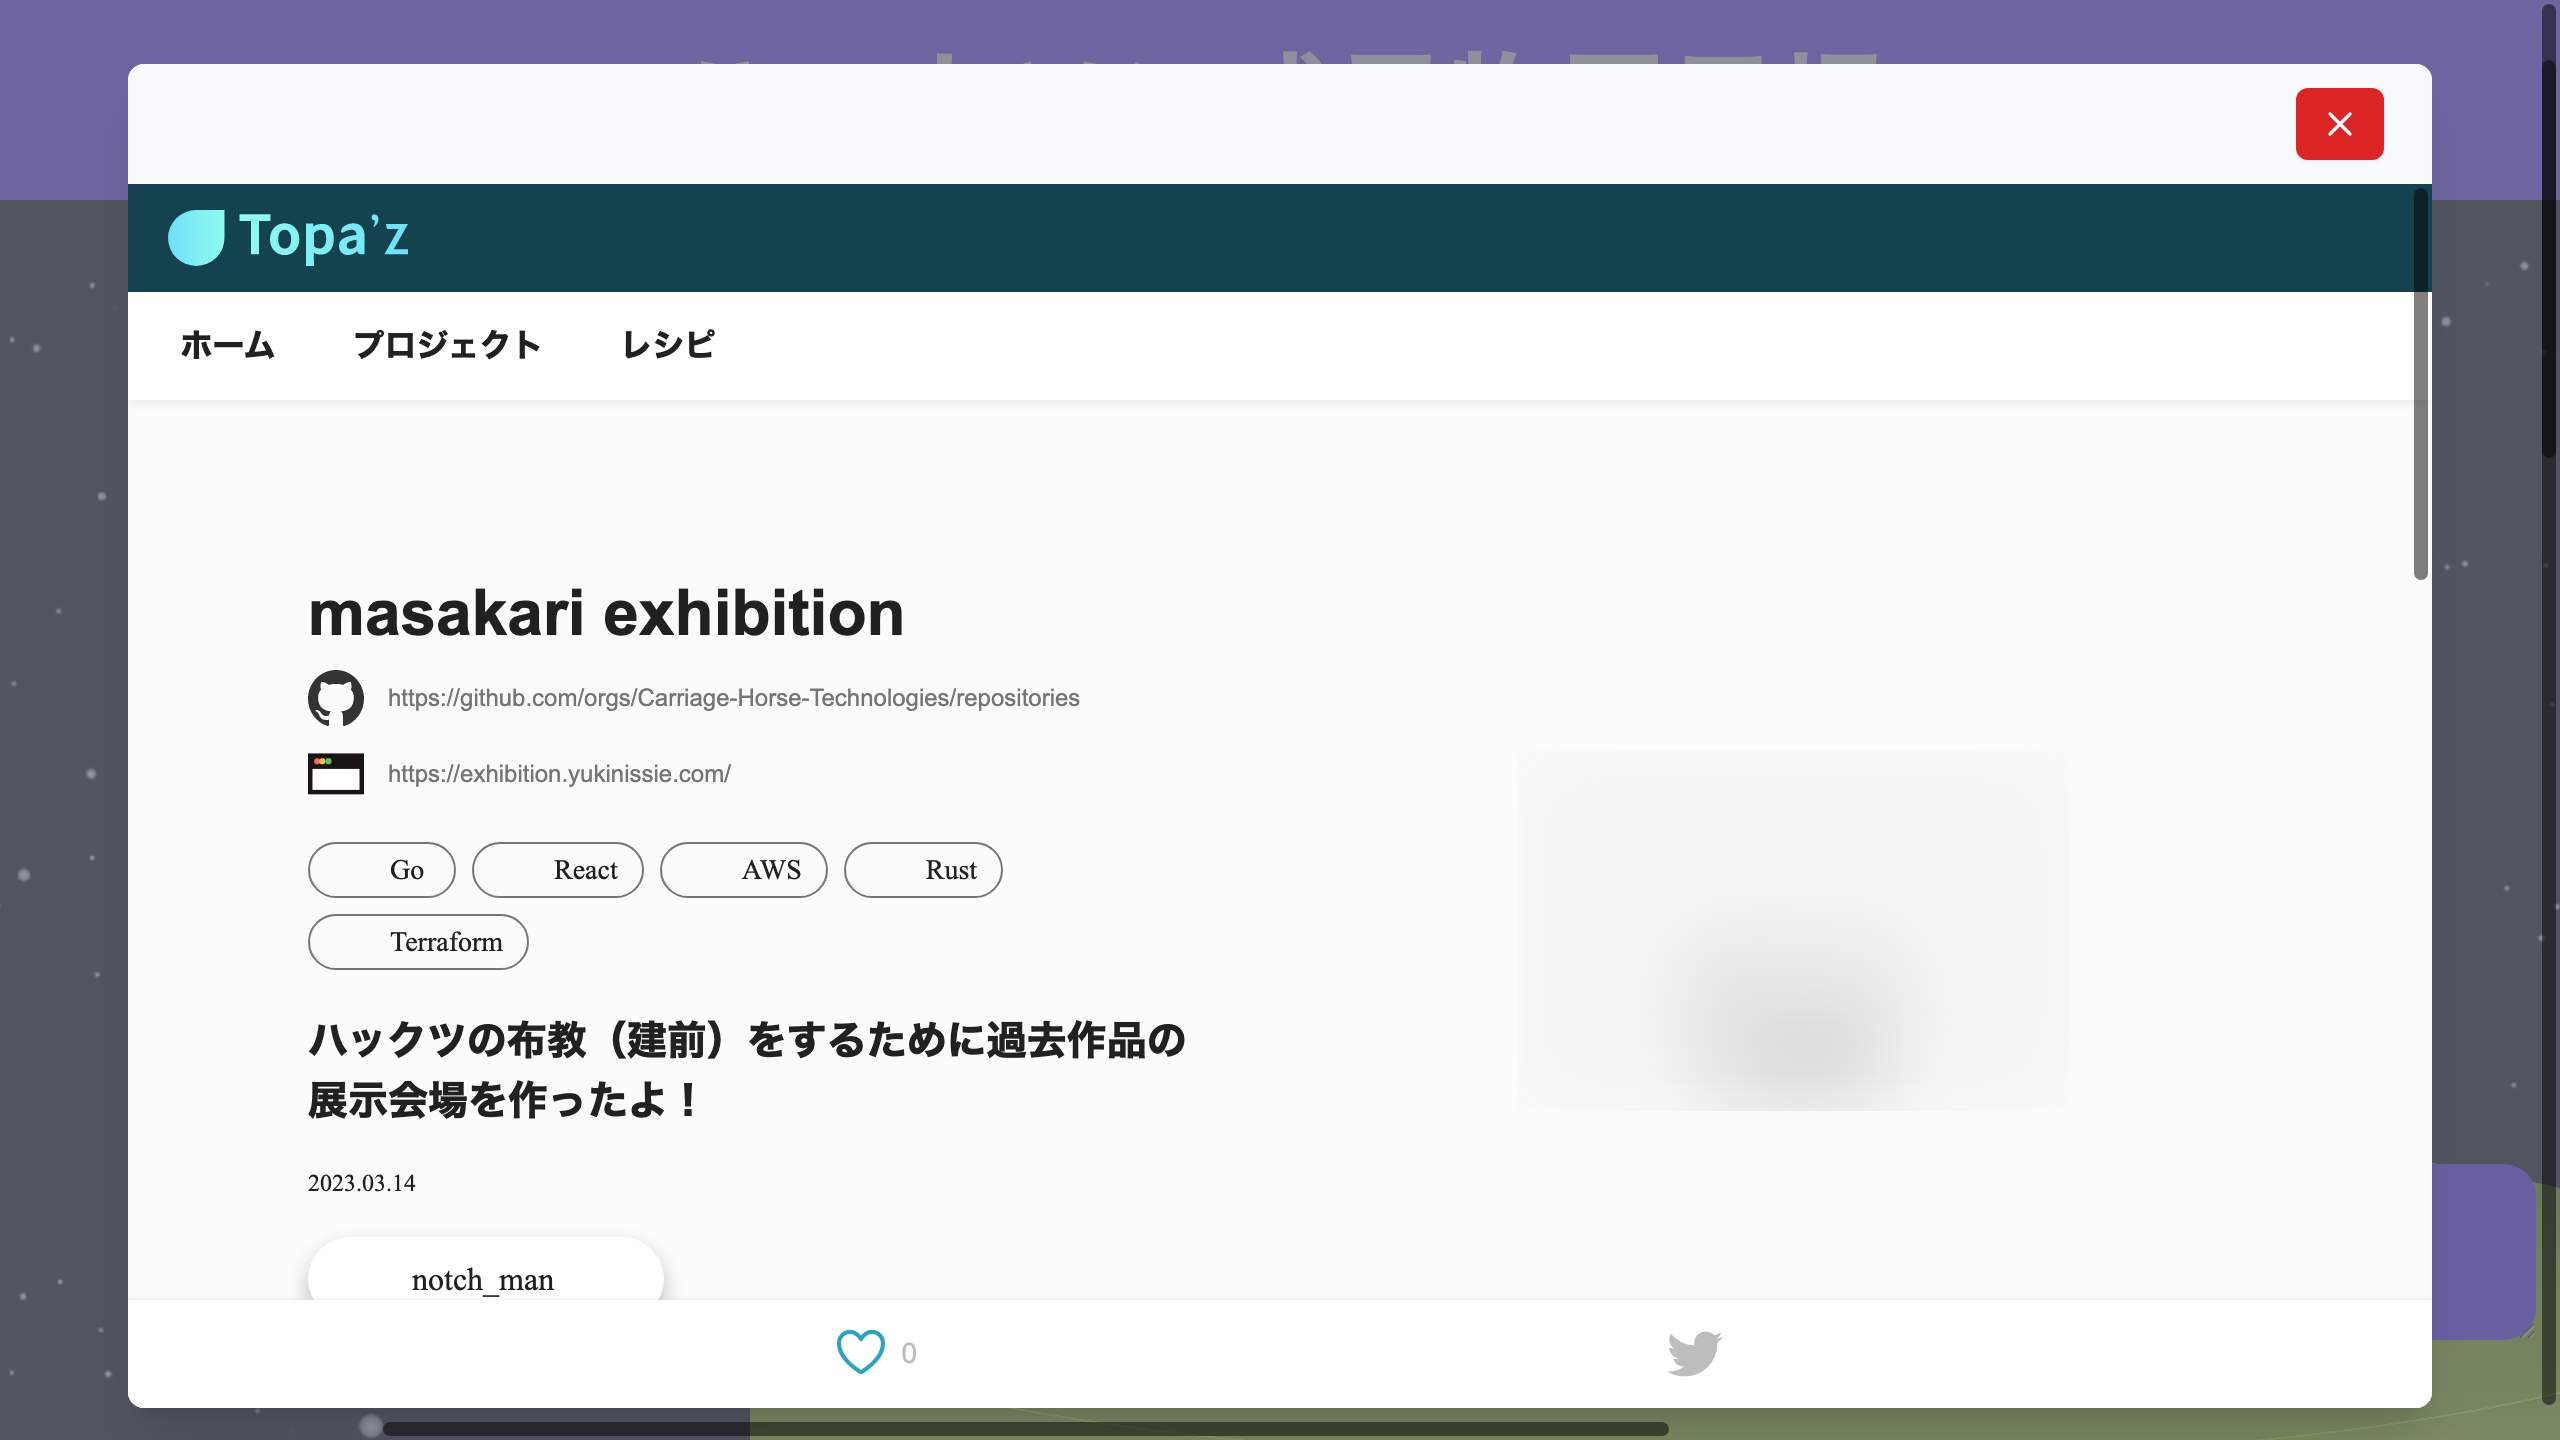 Topa'z
ホーム プロジェクト レシピ
masakari exhibition
https://github.com/orgs/Carriage-Horse-Technologies/repositories
https://exhibition.yukinissie.com/
Go React AWS Rust
Terraform
ハックツの布教（建前）をするために過去作品の
展示会場を作ったよ！
2023.03.14
notch_man
0